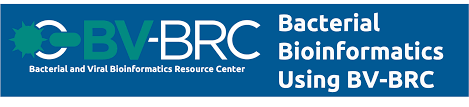 BV-BRC
Bacterial and Viral Bioinformatics Resource Center
Bacterial
Bioinformatics
Using BV-BRC